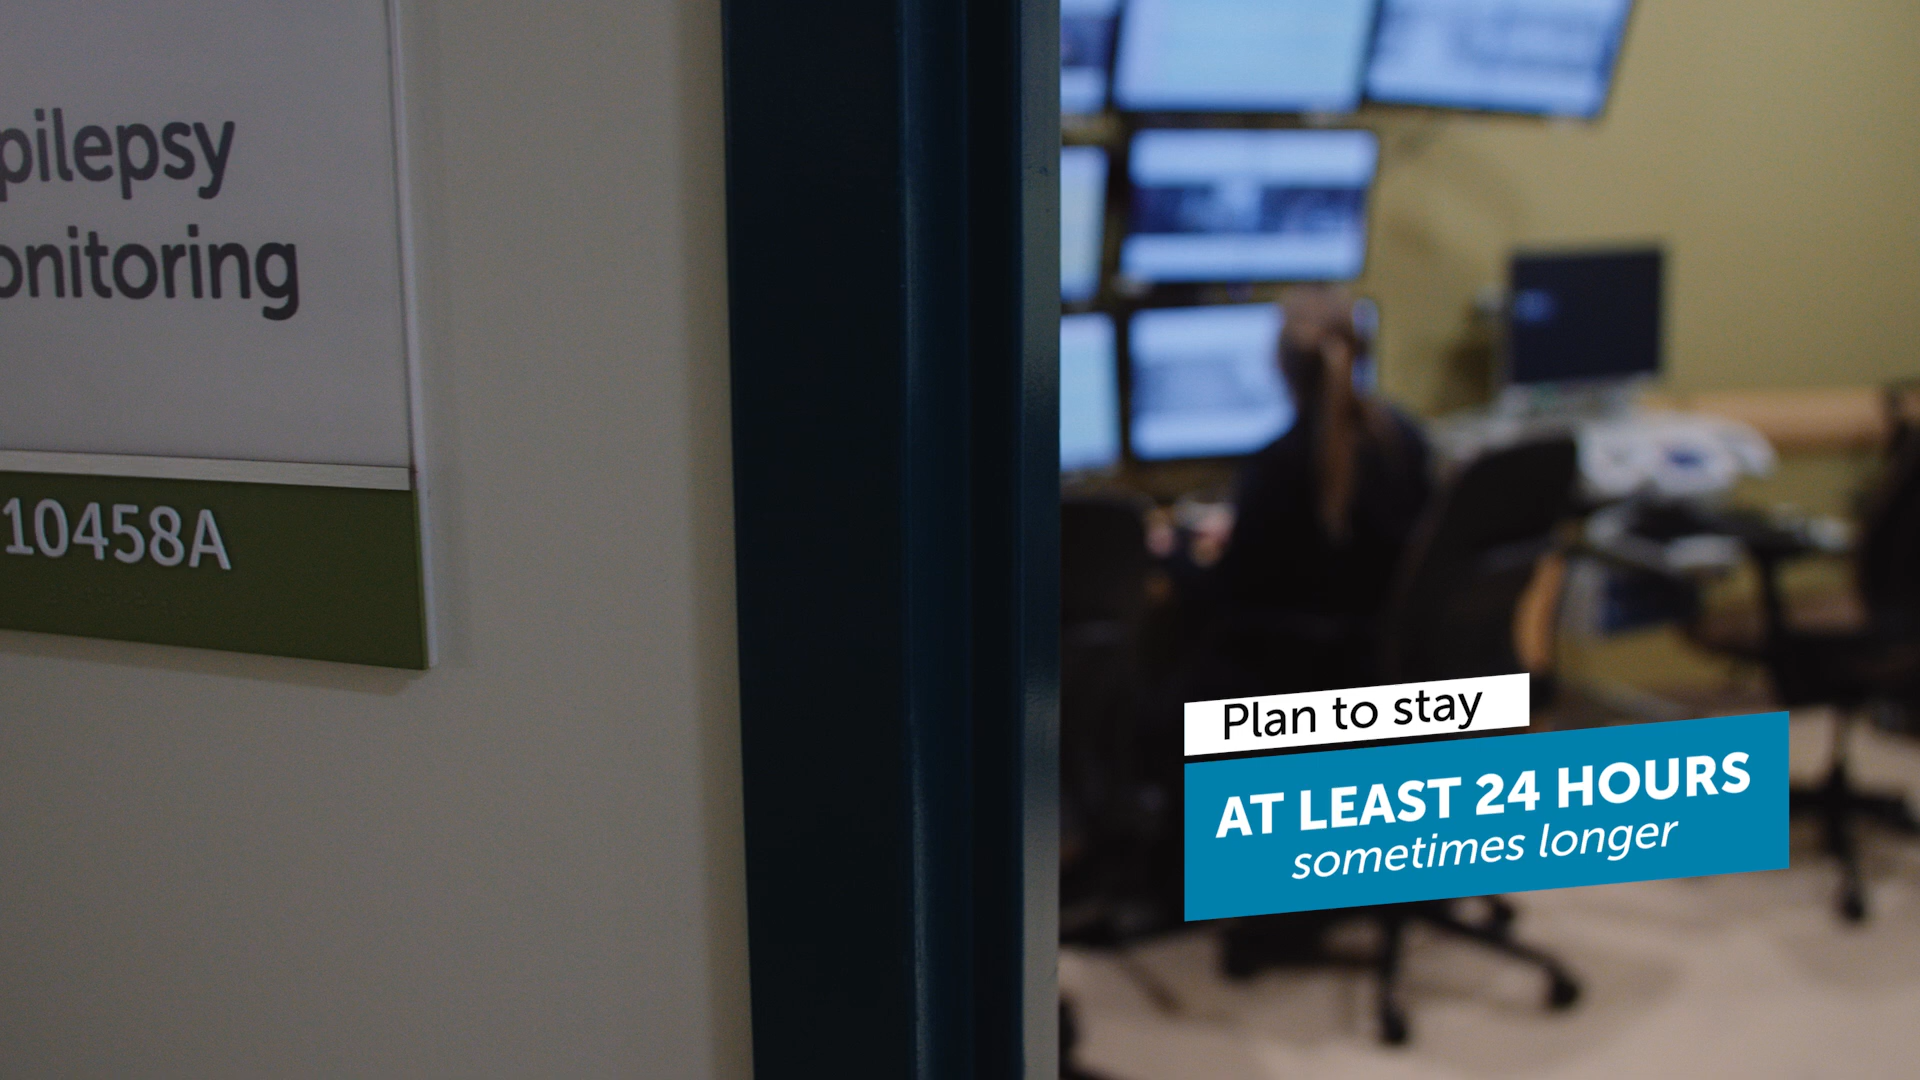 pilepsy
onitoring
10458A
Plan to stay
AT LEAST 24 HOURS
sometimes longer